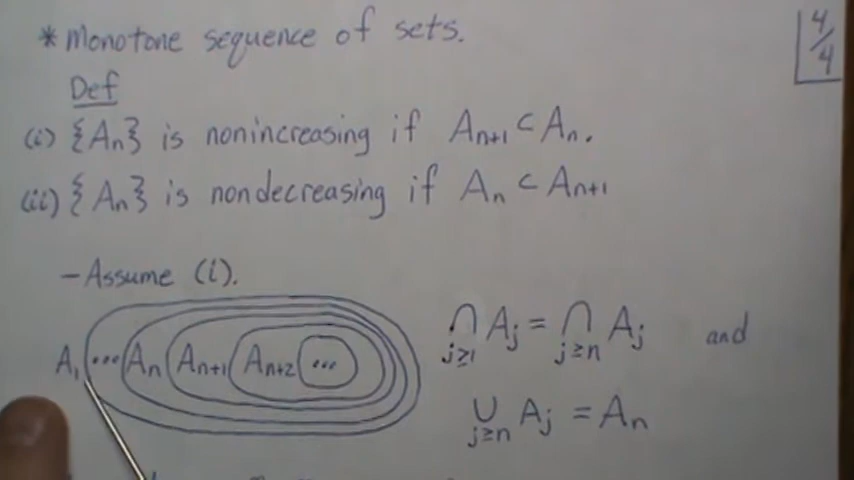 * Monotone sequence of sets.
4/4
Def
(i) {Aₙ} is nonincreasing if Aₙ₊₁ ⊂ Aₙ.
(ii) {Aₙ} is nondecreasing if Aₙ ⊂ Aₙ₊₁
- Assume (i).
A₁ ... Aₙ Aₙ₊₁ Aₙ₊₂ ...
∩ Aⱼ = ∩ Aⱼ and
j≥1 j≥n
∪ Aⱼ = Aₙ
j≥n